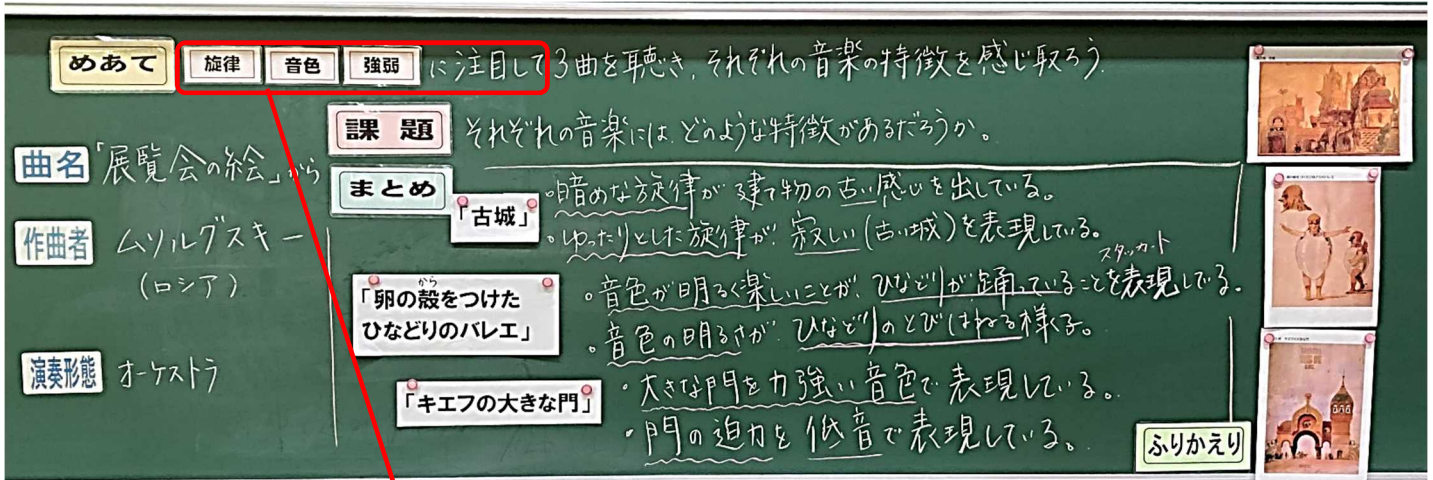 めあて 旋律 音色 強弱 に注目して3曲を聴き、それぞれの音楽の特徴を感じ取ろう。
課題 それぞれの音楽には、どのような特徴があるだろうか。
曲名 「展覧会の絵」から
作曲者 ムソルグスキー
(ロシア)
演奏形態 オーケストラ
まとめ
「古城」
・暗めな旋律が建て物の古い感じを出している。
・ゆったりとした旋律が、寂しい(古い城)を表現している。
「卵の殻をつけた
から
ひなどりのバレエ」
スタッカート
・音色が明るく楽しいことが、ひなどりが踊っていることを表現してる。
・音色の明るさが、ひなどりのとびはねる様子。
「キエフの大きな門」
・大きな門を力強い音色で表現している。
・門の迫力を低音で表現している。
ふりかえり